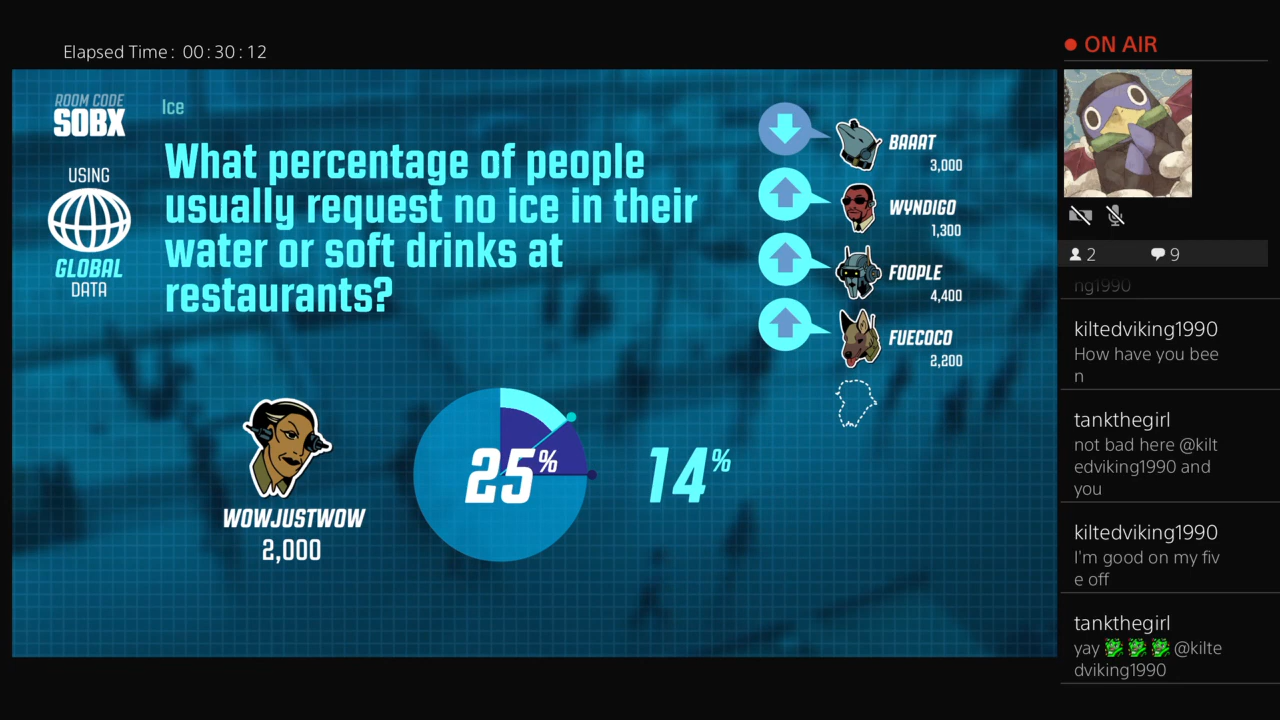 Elapsed Time: 00:30:12
ROOM CODE
SOBX
USING
GLOBAL
DATA
Ice
What percentage of people
usually request no ice in their
water or soft drinks at
restaurants?
BAAAT
3,000
WYNDIGO
1,300
FOOPLE
4,400
FUECOCO
2,200
WOWJUSTWOW
2,000
25%
14%
ON AIR
2
9
ng1990
kiltedviking1990
How have you bee
n
tankthegirl
not bad here @kilt
edviking1990 and
you
kiltedviking1990
I'm good on my fiv
e off
tankthegirl
yay @kilte
dviking1990